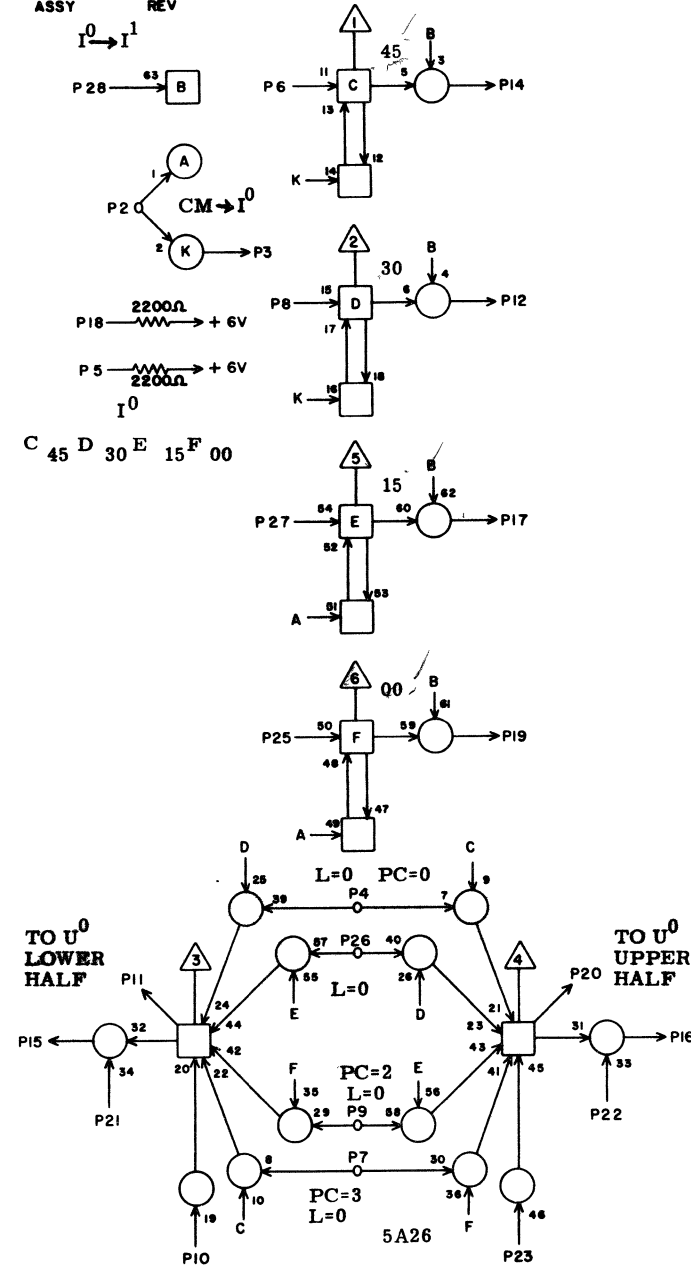 ASSY REV
I⁰→I¹
P28 63 B
1 A
P2 CM→I⁰
2 K P3
P18 2200Ω + 6V
P5 2200Ω + 6V
I⁰
C 45 D 30 E 15 F 00
1
45 B
P6 11 C 5 3 P14
13 12
K 14
2
30 B
P8 15 D 6 4 P12
17 18
K 16
5
15 B
P27 54 E 60 62 P17
52 53
A 51
6
00 B
P25 50 F 59 61 P19
48 47
A 49
D L=0 PC=0 C
25 39 P4 7 9
TO U⁰ LOWER HALF
TO U⁰ UPPER HALF
3 57 P26 40 4
55 L=0 26
P11 E D P20
24 44 23 21
P15 32 31 P16
34 20 22 42 43 41 45 33
F PC=2 E
35 L=0 56
P21 29 P9 58 P22
8 P7 30
10 PC=3 36
19 C L=0 F 46
5A26
P10 P23